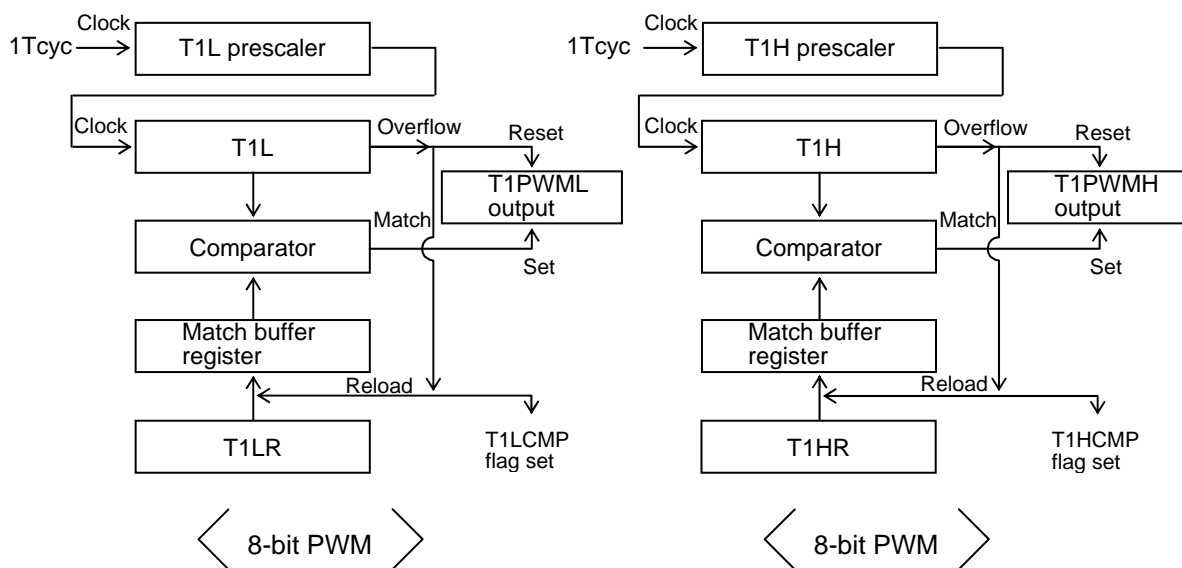 Clock
1Tcyc
T1L prescaler
Clock
T1L
Overflow
Reset
T1PWML
output
Comparator
Match
Set
Match buffer
register
Reload
T1LR
T1LCMP
flag set
8-bit PWM
Clock
1Tcyc
T1H prescaler
Clock
T1H
Overflow
Reset
T1PWMH
output
Comparator
Match
Set
Match buffer
register
Reload
T1HR
T1HCMP
flag set
8-bit PWM